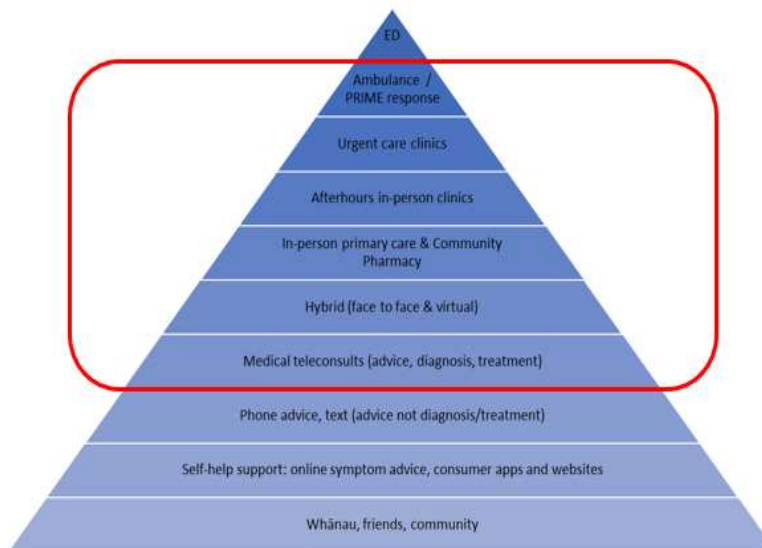 ED
Ambulance /
PRIME response
Urgent care clinics
Afterhours in-person clinics
In-person primary care & Community
Pharmacy
Hybrid (face to face & virtual)
Medical teleconsults (advice, diagnosis, treatment)
Phone advice, text (advice not diagnosis/treatment)
Self-help support: online symptom advice, consumer apps and websites
Whānau, friends, community